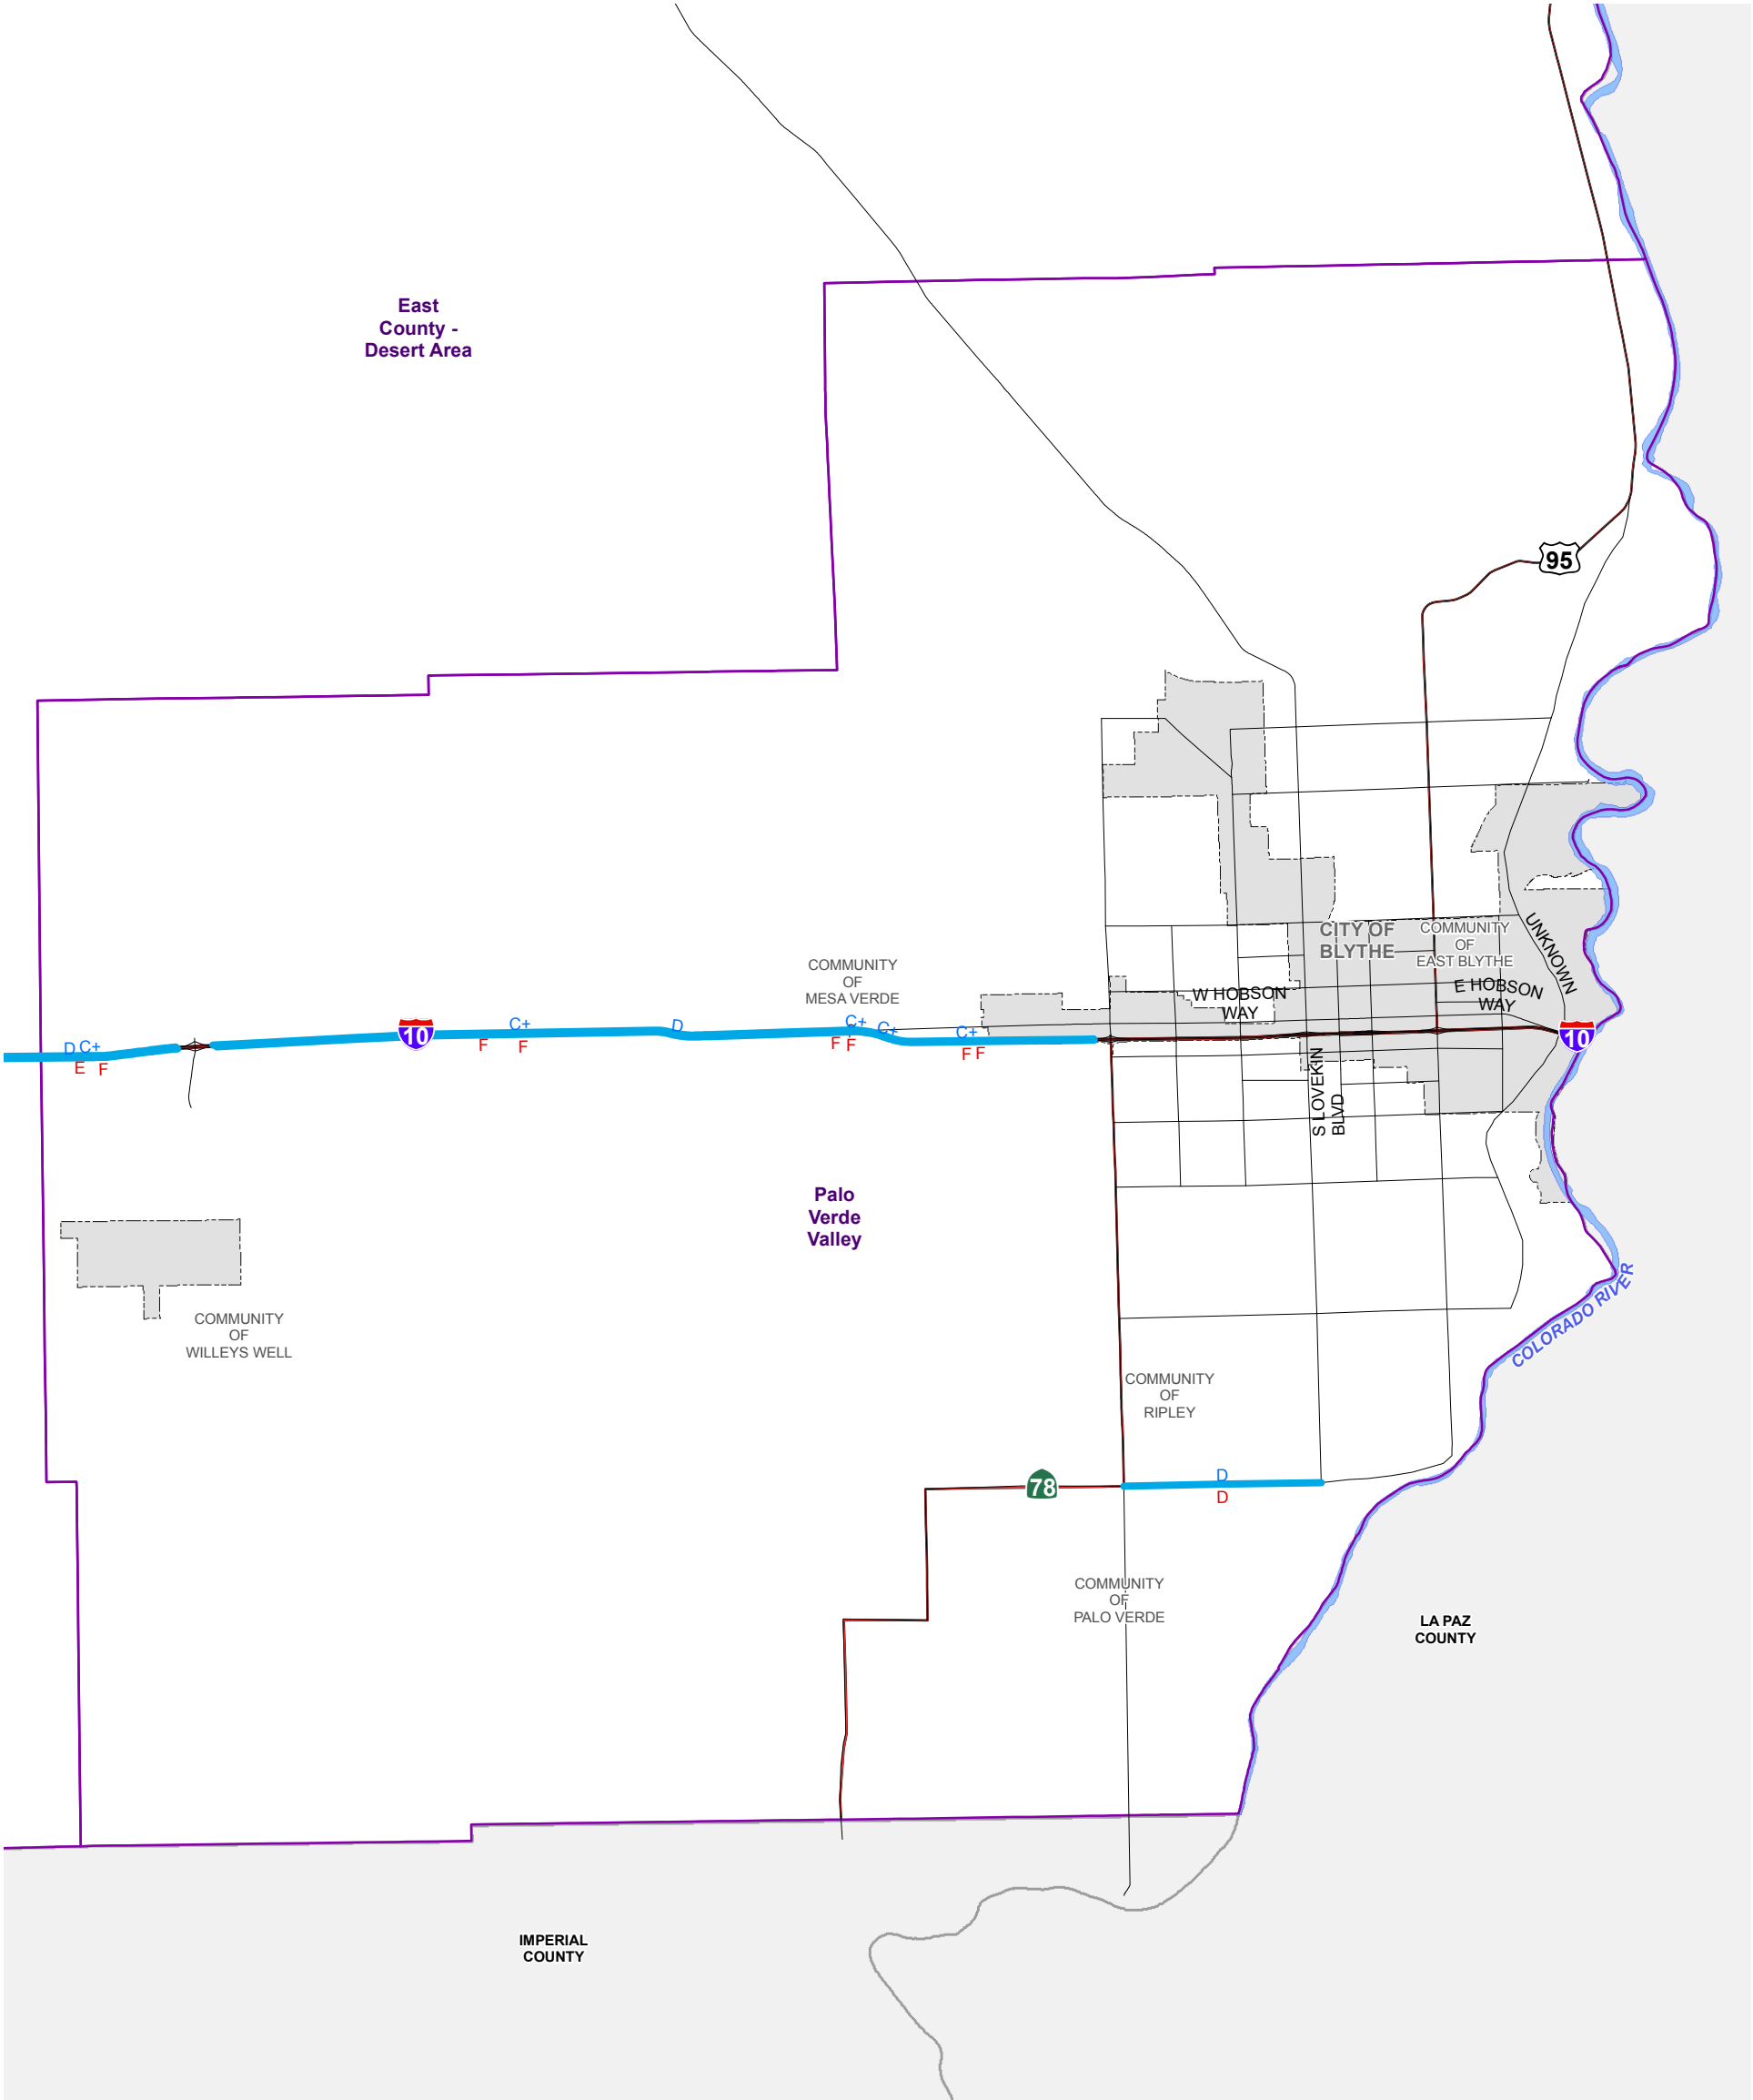 East
County -
Desert Area
95
CITY OF
BLYTHE
COMMUNITY
OF
EAST BLYTHE
UNKNOWN
COMMUNITY
OF
MESA VERDE
W HOBSON
WAY
E HOBSON
WAY
C+
D
C+
C+
C+
10
10
D C+
F
F
F F
F F
E
F
S LOVEKIN
BLVD
Palo
Verde
Valley
COLORADO RIVER
COMMUNITY
OF
WILLEYS WELL
COMMUNITY
OF
RIPLEY
D
78
D
COMMUNITY
OF
PALO VERDE
LA PAZ
COUNTY
IMPERIAL
COUNTY